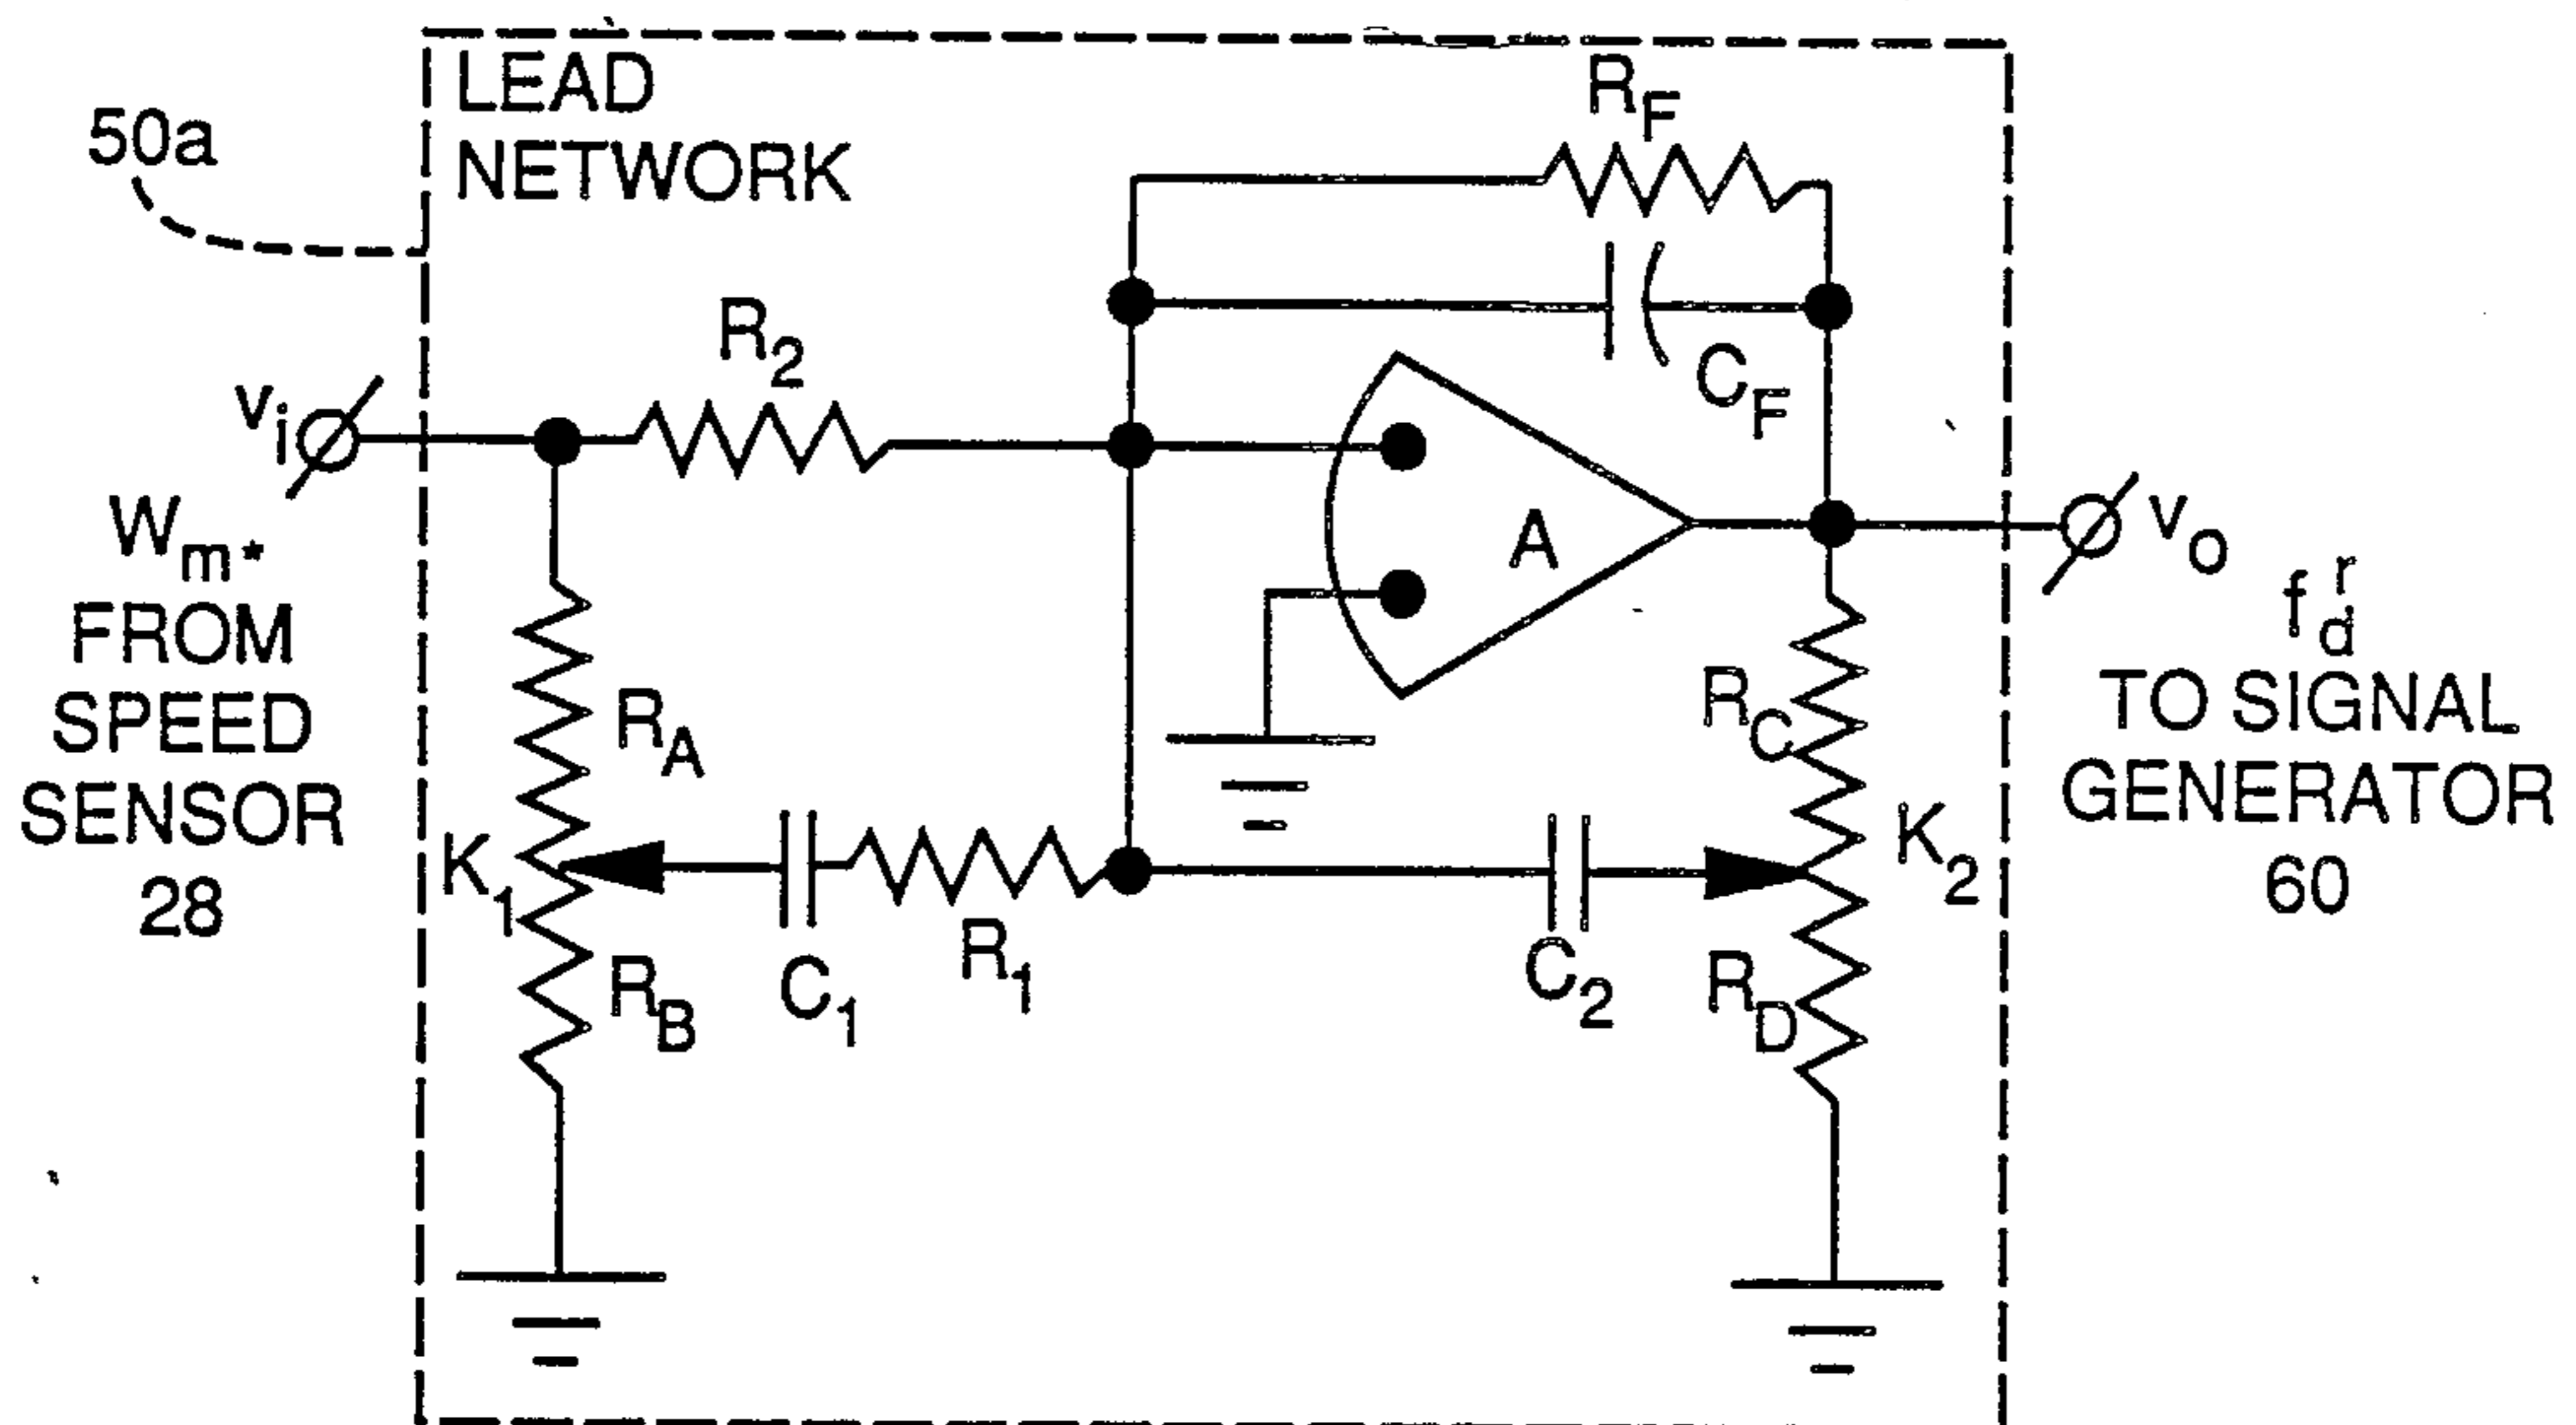 LEAD
NETWORK
50a
R_F
C_F
R_2
v_i
W_m*
FROM
SPEED
SENSOR
28
R_A
K_1
R_B
C_1
R_1
A
R_C
K_2
C_2
R_D
v_o
f_d^r
TO SIGNAL
GENERATOR
60